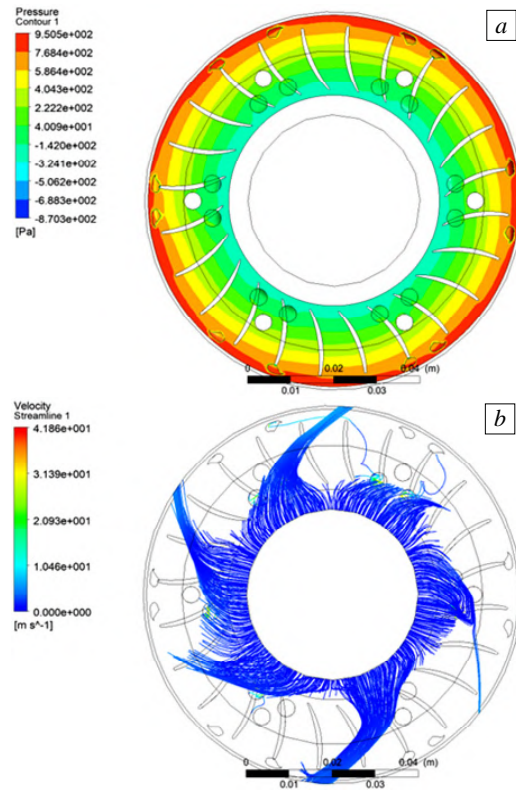 Pressure
Contour 1
9.505e+002
7.684e+002
5.864e+002
4.043e+002
2.222e+002
4.009e+001
-1.420e+002
-3.241e+002
-5.062e+002
-6.883e+002
-8.703e+002
[Pa]
a
0 0.02 0.04 (m)
0.01 0.03
Velocity
Streamline 1
4.186e+001
3.139e+001
2.093e+001
1.046e+001
0.000e+000
[m s^-1]
b
0 0.02 0.04 (m)
0.01 0.03